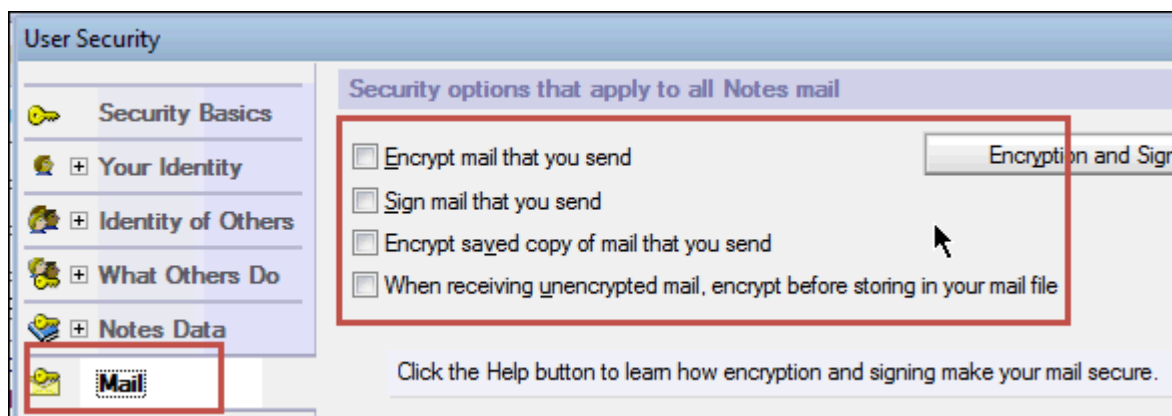 User Security
Security Basics
Your Identity
Identity of Others
What Others Do
Notes Data
Mail
Security options that apply to all Notes mail
Encrypt mail that you send
Encryption and Sign
Sign mail that you send
Encrypt saved copy of mail that you send
When receiving unencrypted mail, encrypt before storing in your mail file
Click the Help button to learn how encryption and signing make your mail secure.